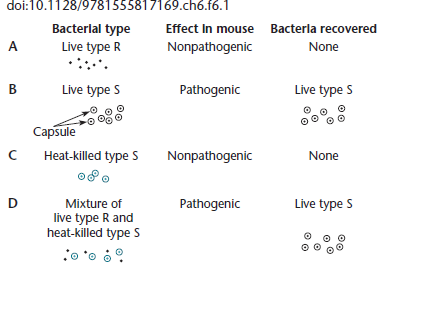 doi:10.1128/9781555817169.ch6.f6.1
Bacterial type Effect in mouse Bacteria recovered
A Live type R Nonpathogenic None
B Live type S Pathogenic Live type S
Capsule
C Heat-killed type S Nonpathogenic None
D Mixture of Pathogenic Live type S
live type R and
heat-killed type S